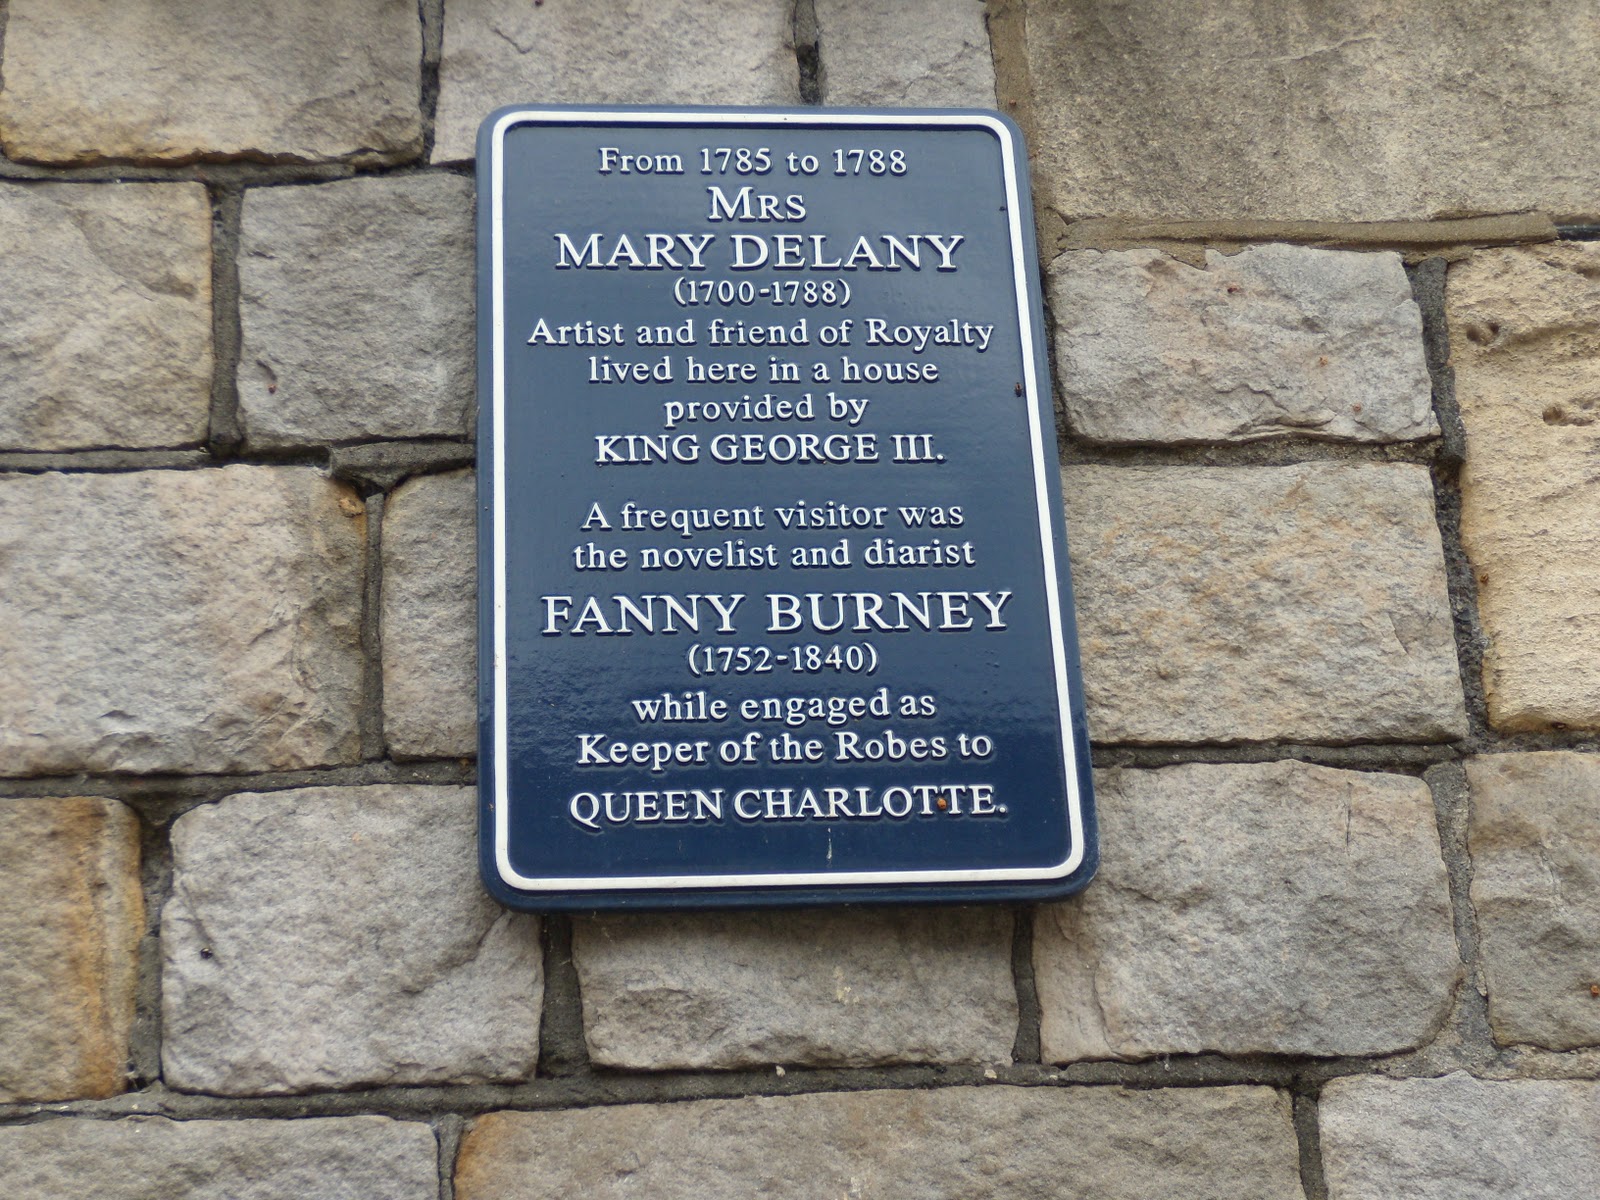 From 1785 to 1788
MRS
MARY DELANY
(1700-1788)
Artist and friend of Royalty
lived here in a house
provided by
KING GEORGE III.
A frequent visitor was
the novelist and diarist
FANNY BURNEY
(1752-1840)
while engaged as
Keeper of the Robes to
QUEEN CHARLOTTE.